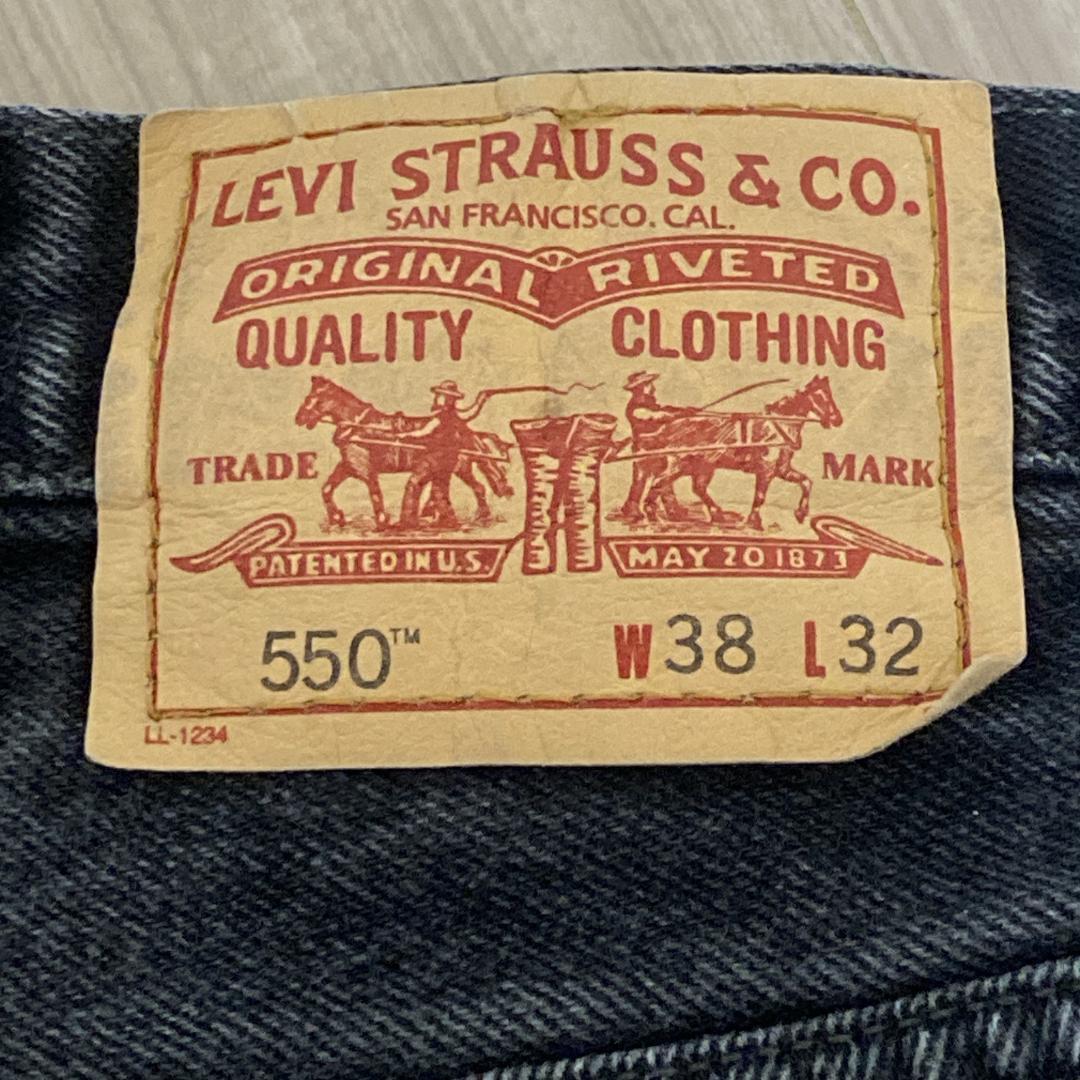 LEVI STRAUSS & CO.
SAN FRANCISCO. CAL.
ORIGINAL RIVETED
QUALITY CLOTHING
TRADE MARK
PATENTED IN U.S. MAY 20 1873
550™ W38 L32
LL-1234